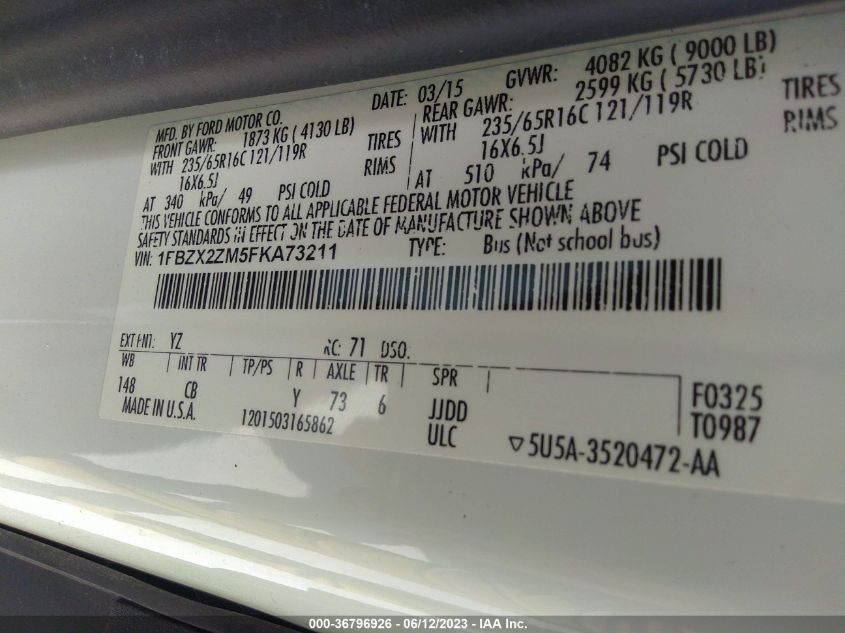 MFD. BY FORD MOTOR CO. DATE: 03/15 GVWR: 4082 KG ( 9000 LB)
FRONT GAWR: 1873 KG ( 4130 LB) REAR GAWR: 2599 KG ( 5730 LB)
WITH 235/65R16C 121/119R TIRES WITH 235/65R16C 121/119R TIRES
16X6.5J RIMS 16X6.5J RIMS
AT 340 kPa/ 49 PSI COLD AT 510 kPa/ 74 PSI COLD
THIS VEHICLE CONFORMS TO ALL APPLICABLE FEDERAL MOTOR VEHICLE
SAFETY STANDARDS IN EFFECT ON THE DATE OF MANUFACTURE SHOWN ABOVE
VIN: 1FBZX2ZM5FKA73211 TYPE: Bus (Not school bus)
EXT PNT: YZ RC: 71 DSO:
WB INT TR TP/PS R AXLE TR SPR
148 CB Y 73 6 JJDD F0325
MADE IN U.S.A. 1201503165862 ULC T0987
▽5U5A-3520472-AA
000-36796926 - 06/12/2023 - IAA Inc.